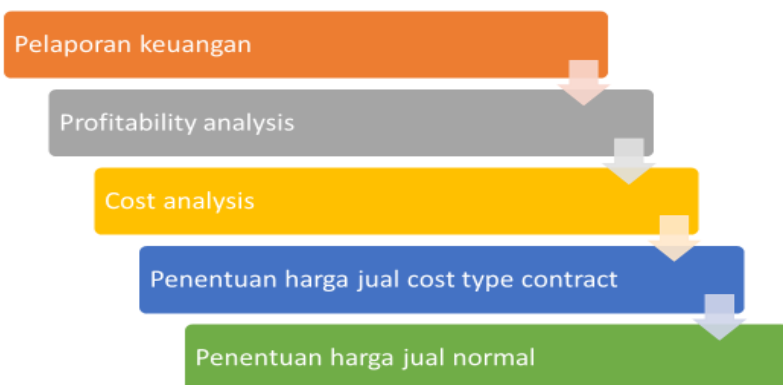 Pelaporan keuangan
Profitability analysis
Cost analysis
Penentuan harga jual cost type contract
Penentuan harga jual normal